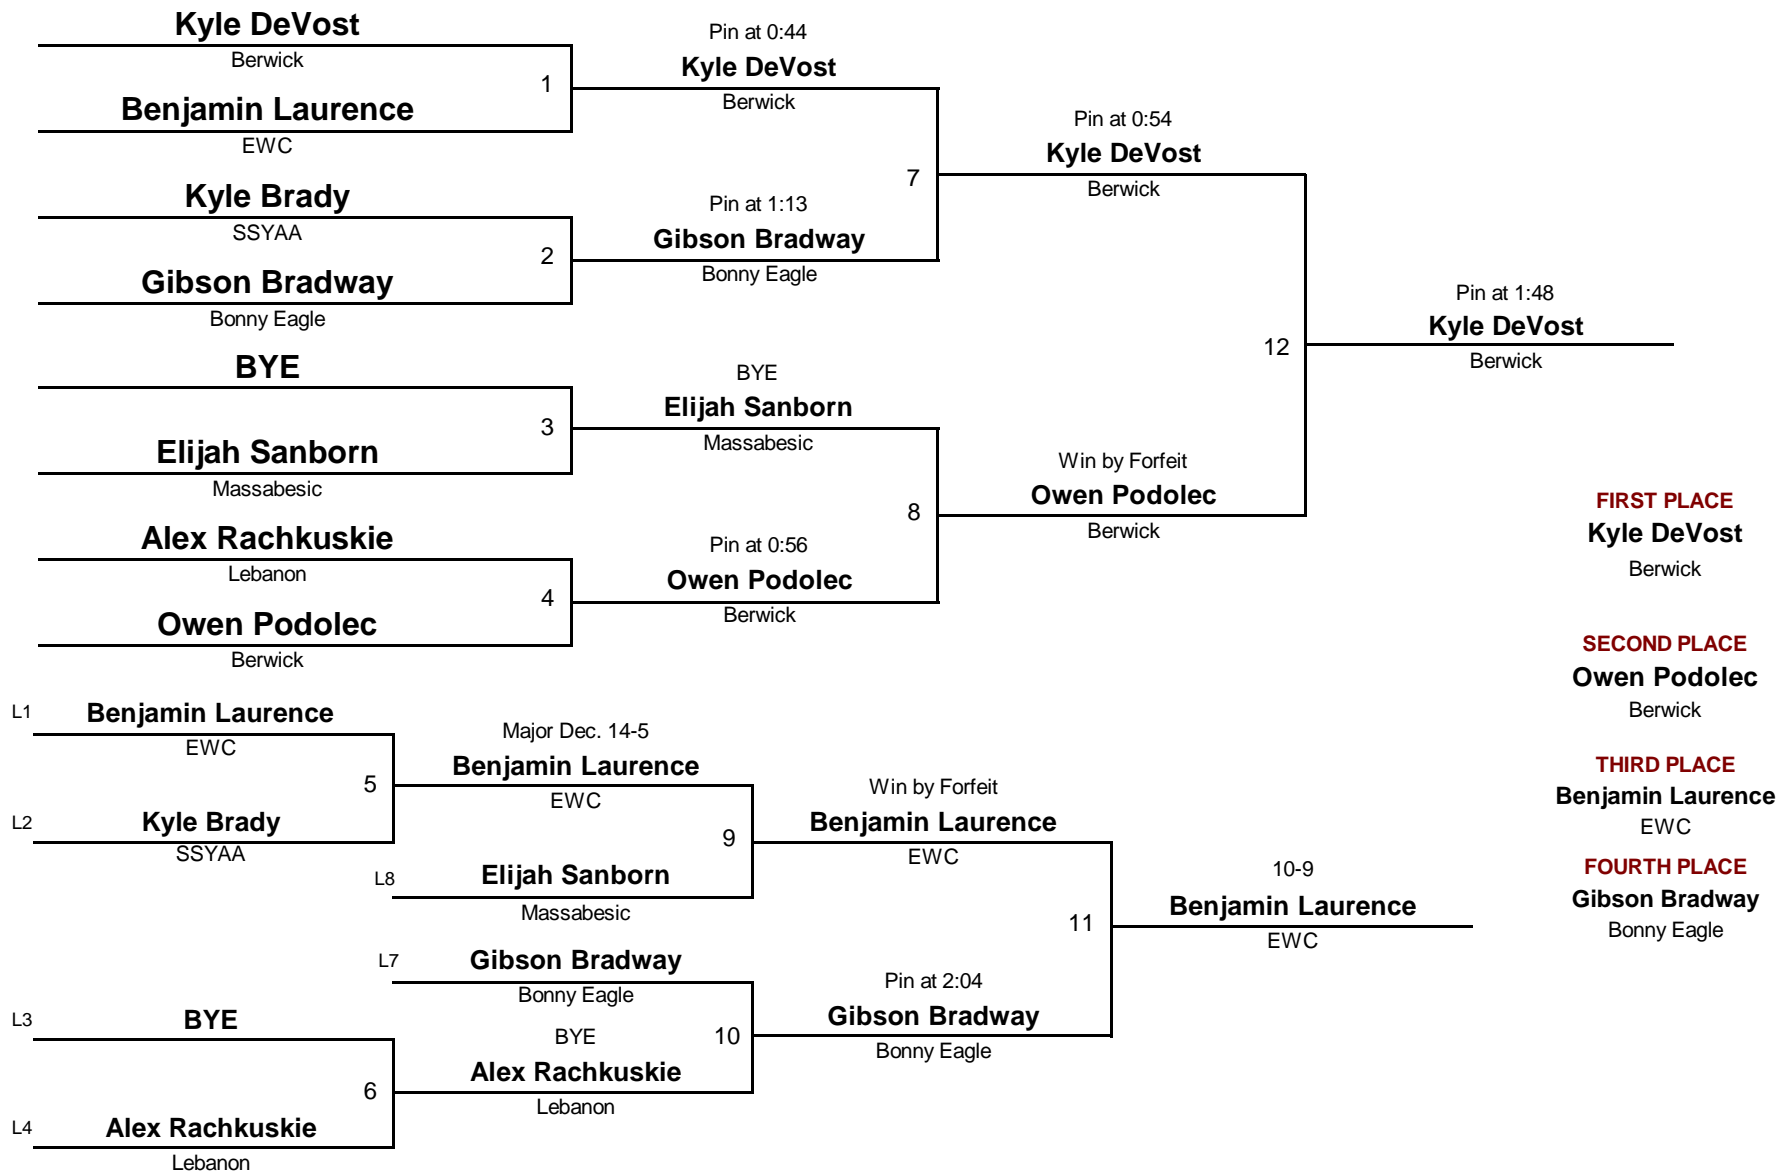 Kyle DeVost
Berwick
1
Benjamin Laurence
EWC
Kyle Brady
SSYAA
2
Gibson Bradway
Bonny Eagle
BYE
3
Elijah Sanborn
Massabesic
Alex Rachkuskie
Lebanon
4
Owen Podolec
Berwick
Pin at 0:44
Kyle DeVost
Berwick
7
Pin at 1:13
Gibson Bradway
Bonny Eagle
BYE
Elijah Sanborn
Massabesic
8
Pin at 0:56
Owen Podolec
Berwick
Pin at 0:54
Kyle DeVost
Berwick
12
Win by Forfeit
Owen Podolec
Berwick
Pin at 1:48
Kyle DeVost
Berwick
L1 Benjamin Laurence
EWC
5
L2 Kyle Brady
SSYAA
Major Dec. 14-5
Benjamin Laurence
EWC
9
L8 Elijah Sanborn
Massabesic
L7 Gibson Bradway
Bonny Eagle
10
BYE
Alex Rachkuskie
Lebanon
L3 BYE
6
L4 Alex Rachkuskie
Lebanon
Win by Forfeit
Benjamin Laurence
EWC
11
Pin at 2:04
Gibson Bradway
Bonny Eagle
10-9
Benjamin Laurence
EWC
FIRST PLACE
Kyle DeVost
Berwick
SECOND PLACE
Owen Podolec
Berwick
THIRD PLACE
Benjamin Laurence
EWC
FOURTH PLACE
Gibson Bradway
Bonny Eagle